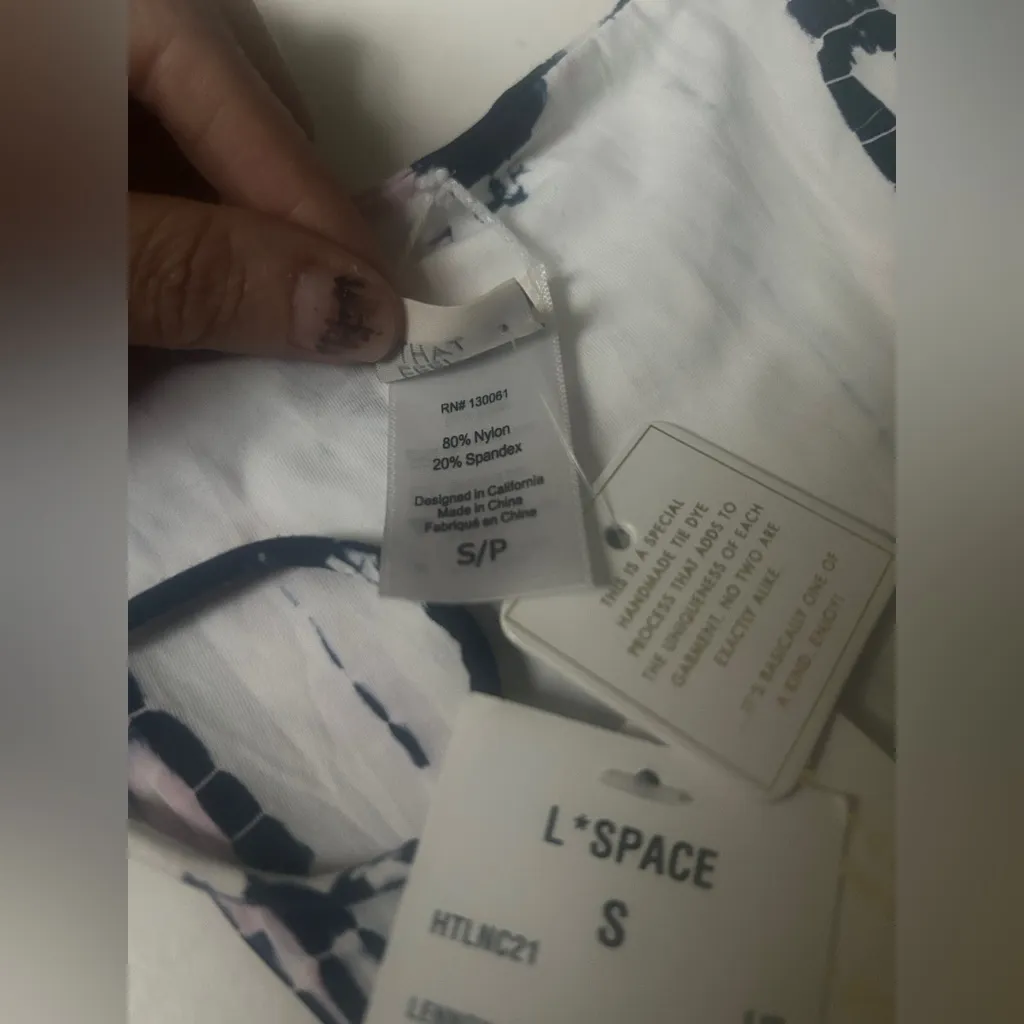 THAT
RN# 130061
80% Nylon
20% Spandex
Designed in California
Made in China
Fabriqué en Chine
S/P
THIS IS A SPECIAL
HANDMADE TIE DYE
PROCESS THAT ADDS TO
THE UNIQUENESS OF EACH
GARMENT. NO TWO ARE
EXACTLY ALIKE
IT'S BASICALLY ONE OF
A KIND. ENJOY!
L*SPACE
S
HTLNC21